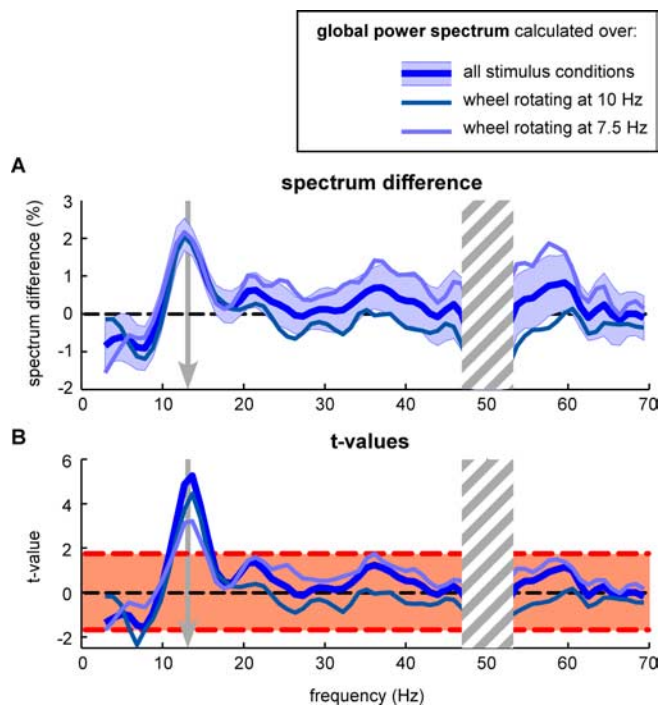 global power spectrum calculated over:
all stimulus conditions
wheel rotating at 10 Hz
wheel rotating at 7.5 Hz
A
spectrum difference
spectrum difference (%)
3
2
1
0
-1
-2
0 10 20 30 40 50 60 70
B
t-values
t-value
6
4
2
0
-2
0 10 20 30 40 50 60 70
frequency (Hz)